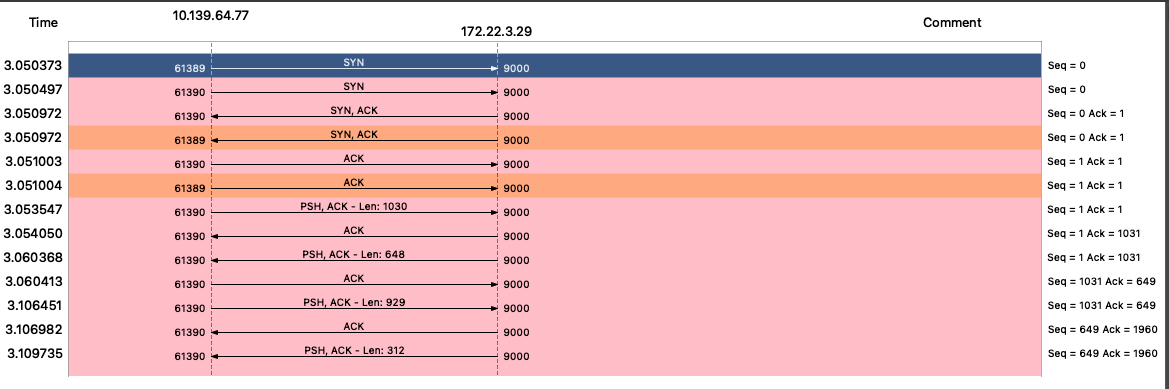 Time 10.139.64.77 172.22.3.29 Comment
3.050373 61389 SYN 9000 Seq = 0
3.050497 61390 SYN 9000 Seq = 0
3.050972 61390 SYN, ACK 9000 Seq = 0 Ack = 1
3.050972 61389 SYN, ACK 9000 Seq = 0 Ack = 1
3.051003 61390 ACK 9000 Seq = 1 Ack = 1
3.051004 61389 ACK 9000 Seq = 1 Ack = 1
3.053547 61390 PSH, ACK - Len: 1030 9000 Seq = 1 Ack = 1
3.054050 61390 ACK 9000 Seq = 1 Ack = 1031
3.060368 61390 PSH, ACK - Len: 648 9000 Seq = 1 Ack = 1031
3.060413 61390 ACK 9000 Seq = 1031 Ack = 649
3.106451 61390 PSH, ACK - Len: 929 9000 Seq = 1031 Ack = 649
3.106982 61390 ACK 9000 Seq = 649 Ack = 1960
3.109735 61390 PSH, ACK - Len: 312 9000 Seq = 649 Ack = 1960